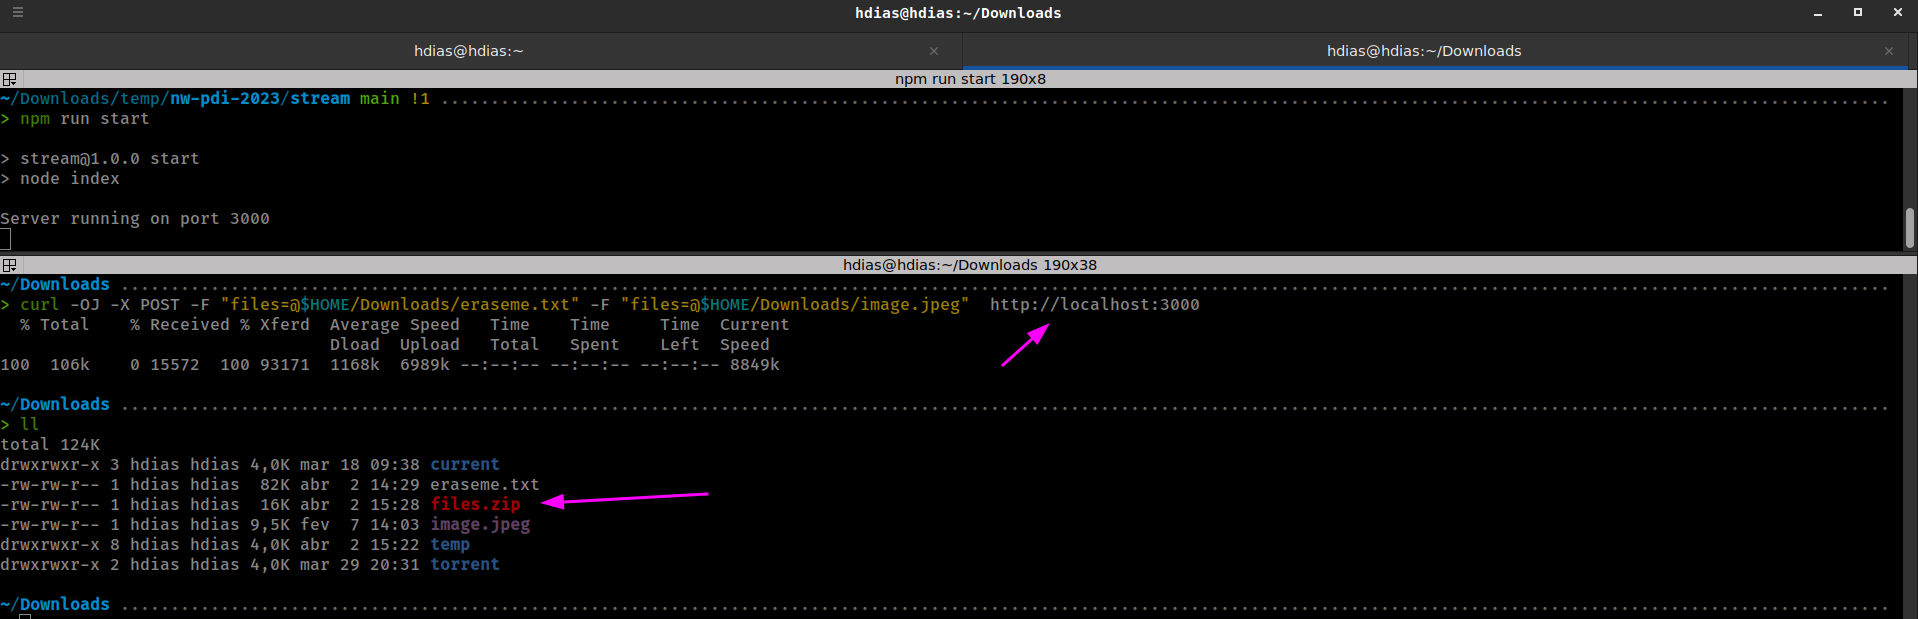 hdias@hdias:~/Downloads
hdias@hdias:~
hdias@hdias:~/Downloads
npm run start 190x8
~/Downloads/temp/nw-pdi-2023/stream main !1
> npm run start
> stream@1.0.0 start
> node index
Server running on port 3000
hdias@hdias:~/Downloads 190x38
~/Downloads
> curl -OJ -X POST -F "files=@$HOME/Downloads/eraseme.txt" -F "files=@$HOME/Downloads/image.jpeg"  http://localhost:3000
  % Total    % Received % Xferd  Average Speed   Time    Time     Time  Current
                                 Dload  Upload   Total   Spent    Left  Speed
100  106k    0 15572  100 93171  1168k  6989k --:--:-- --:--:-- --:--:-- 8849k
~/Downloads
> ll
total 124K
drwxrwxr-x 3 hdias hdias 4,0K mar 18 09:38 current
-rw-rw-r-- 1 hdias hdias  82K abr  2 14:29 eraseme.txt
-rw-rw-r-- 1 hdias hdias  16K abr  2 15:28 files.zip
-rw-rw-r-- 1 hdias hdias 9,5K fev  7 14:03 image.jpeg
drwxrwxr-x 8 hdias hdias 4,0K abr  2 15:22 temp
drwxrwxr-x 2 hdias hdias 4,0K mar 29 20:31 torrent
~/Downloads